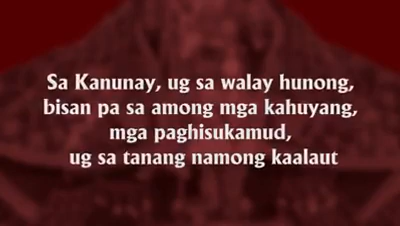 Sa Kanunay, ug sa walay hunong,
bisan pa sa among mga kahuyang,
mga paghisukamud,
ug sa tanang namong kaalaut